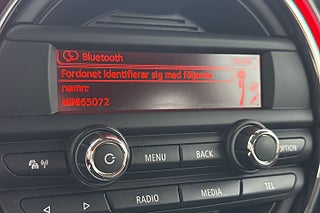 Bluetooth
Fordonet identifierar sig med följande
namn:
MINI65072
MENU
BACK
OPTION
RADIO
MEDIA
TEL